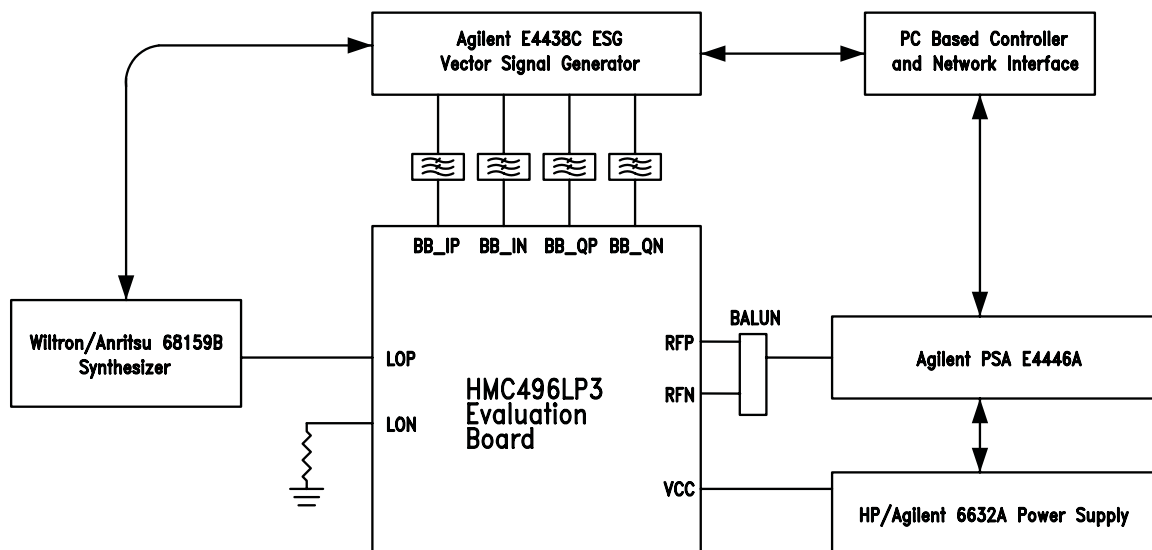 Agilent E4438C ESG
Vector Signal Generator
PC Based Controller
and Network Interface
BB_IP BB_IN BB_QP BB_QN
Wiltron/Anritsu 68159B
Synthesizer
LOP
LON
HMC496LP3
Evaluation
Board
RFP
RFN
VCC
BALUN
Agilent PSA E4446A
HP/Agilent 6632A Power Supply